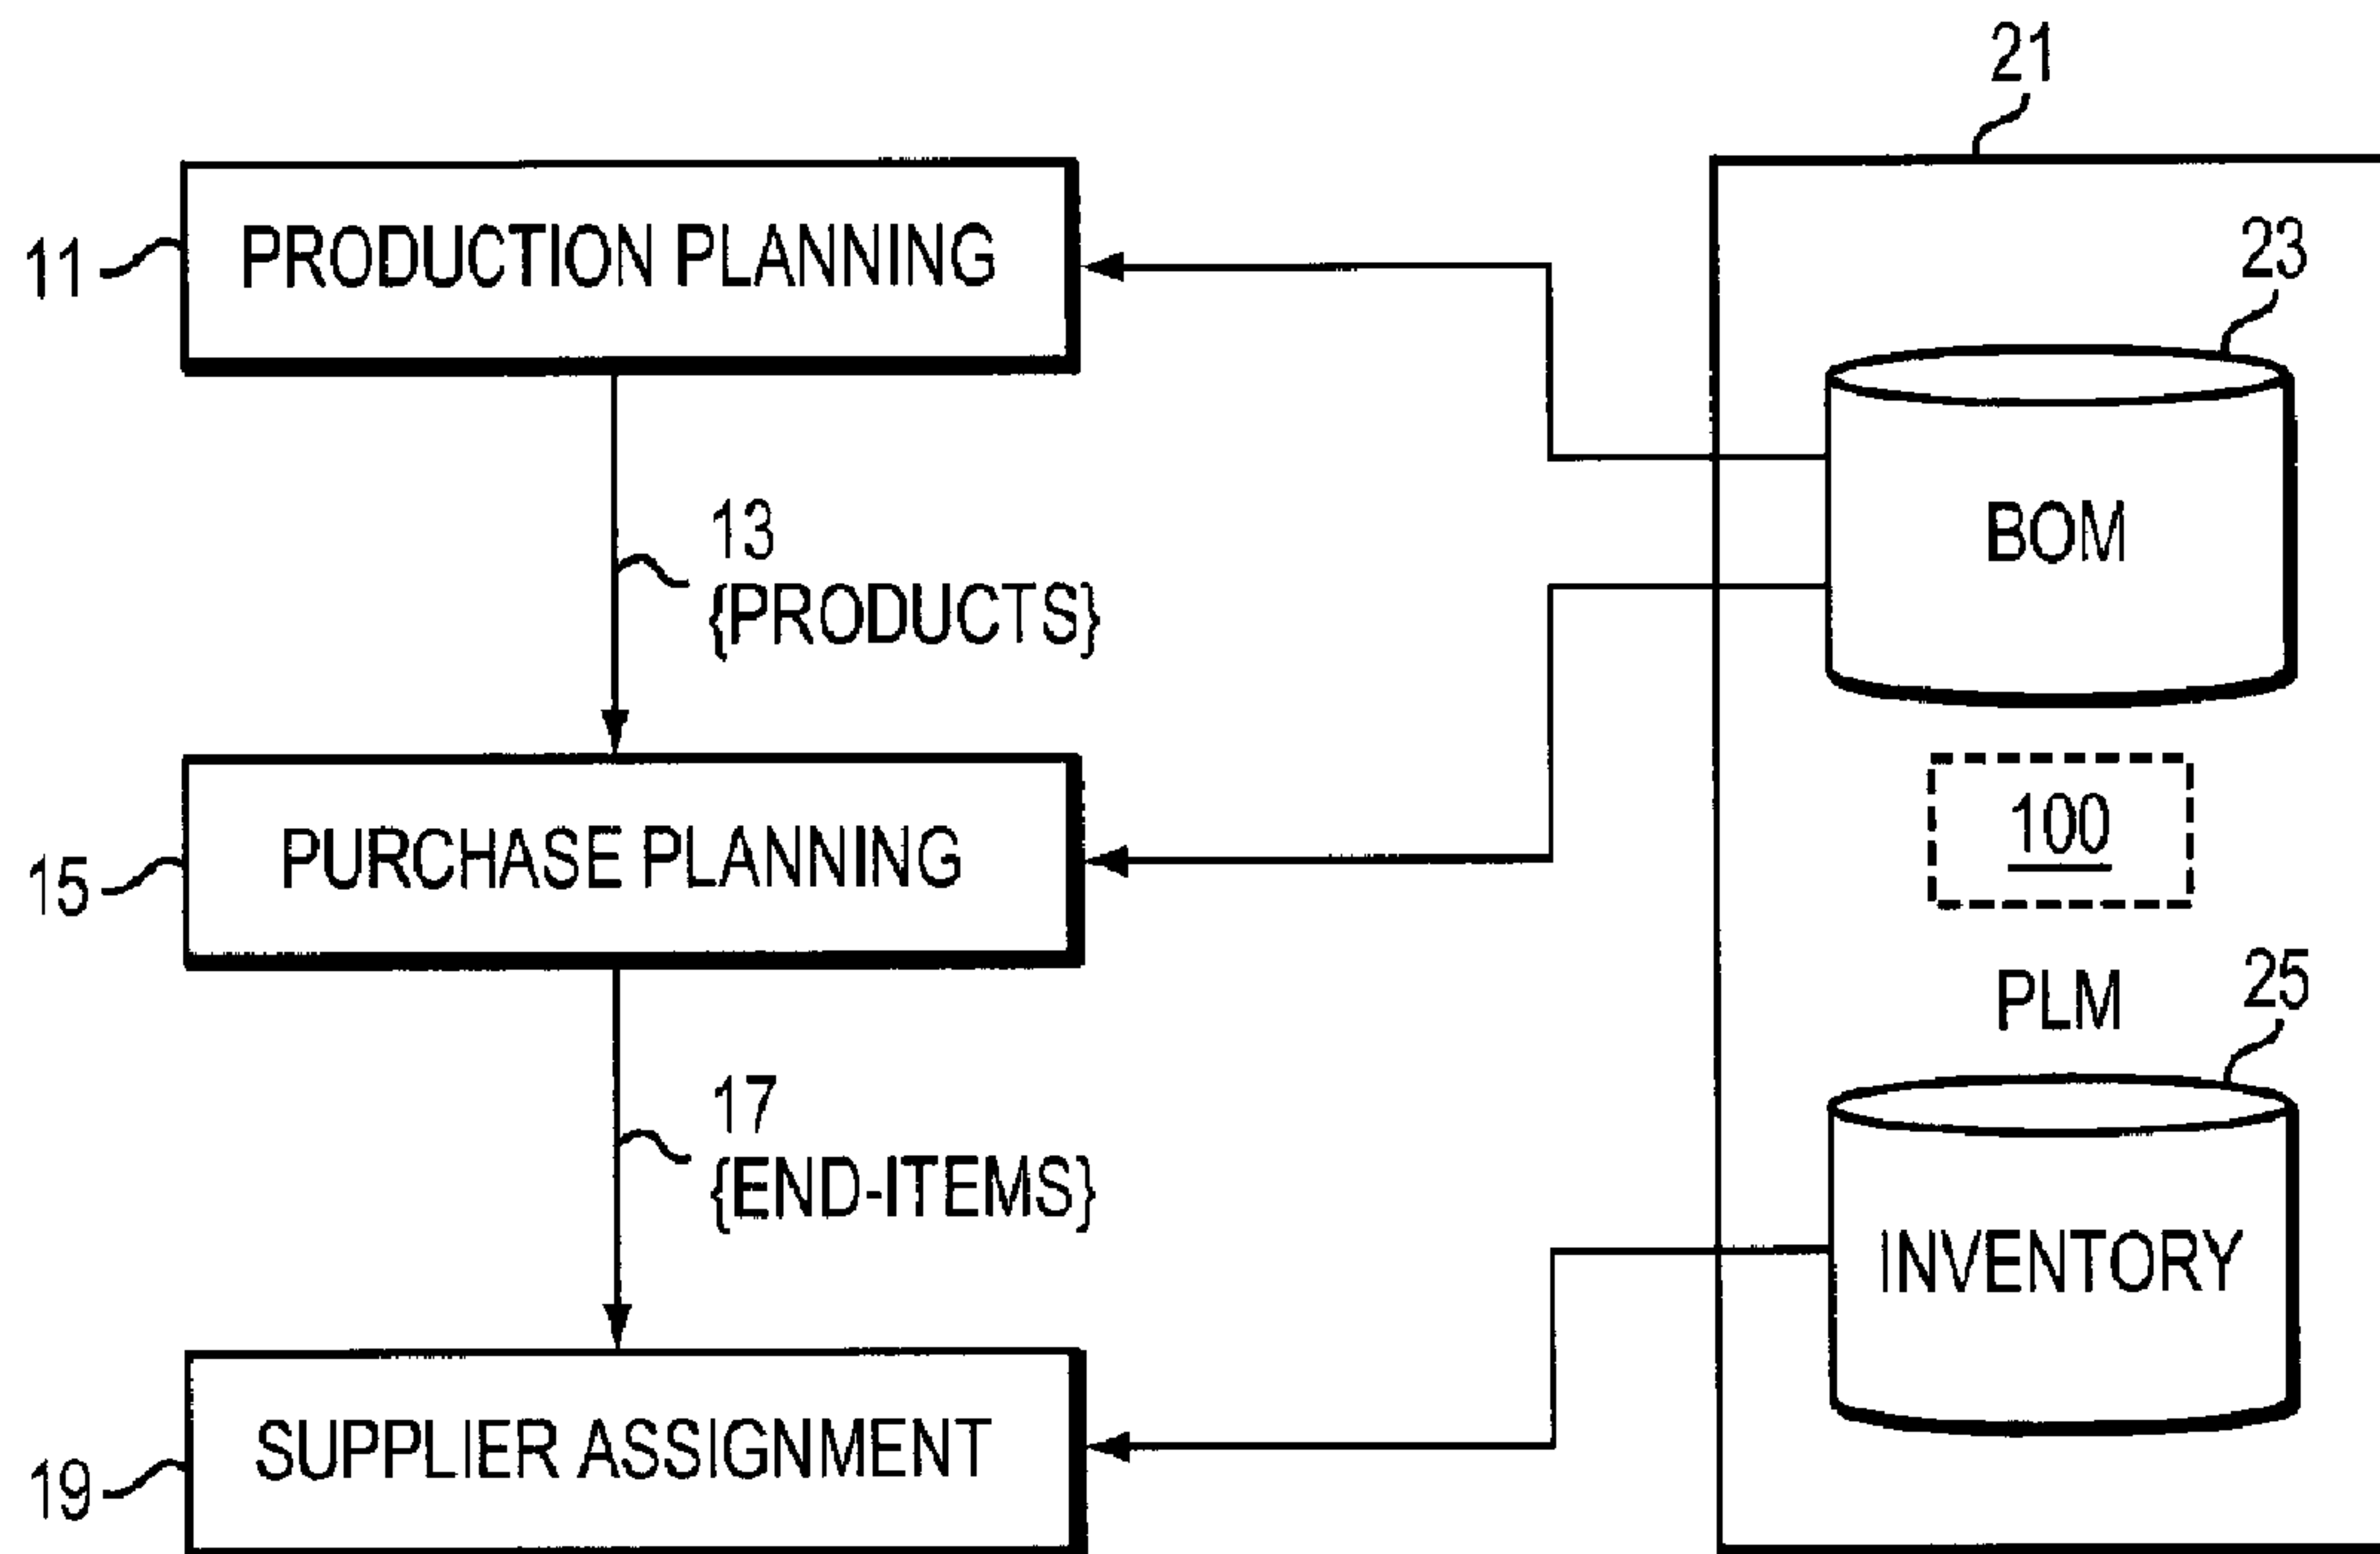 21
23
11
PRODUCTION PLANNING
BOM
13
{PRODUCTS}
100
15
PURCHASE PLANNING
PLM
25
17
{END-ITEMS}
INVENTORY
19
SUPPLIER ASSIGNMENT